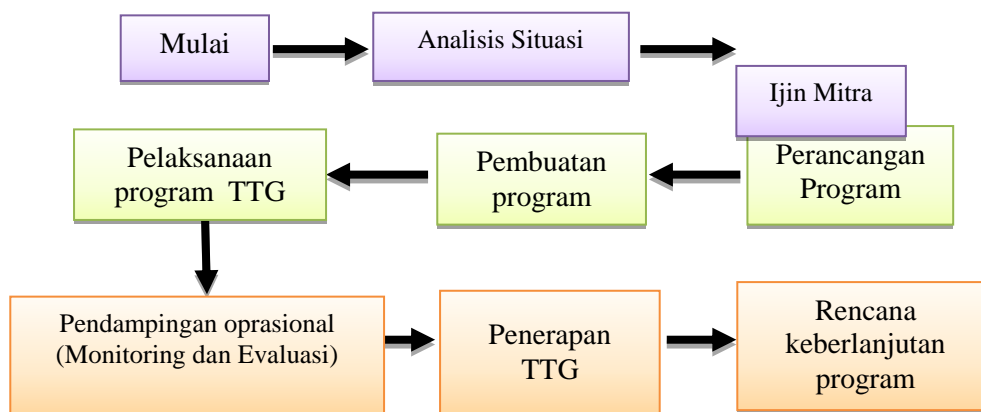 Mulai
Analisis Situasi
Ijin Mitra
Perancangan
Program
Pembuatan
program
Pelaksanaan
program TTG
Pendampingan oprasional
(Monitoring dan Evaluasi)
Penerapan
TTG
Rencana
keberlanjutan
program